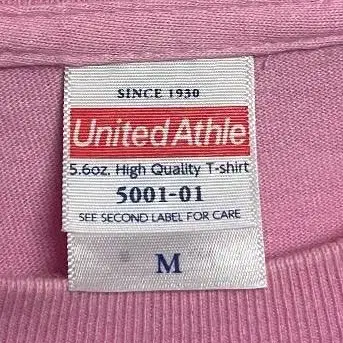 SINCE 1930
United Athle
5.6oz. High Quality T-shirt
5001-01
SEE SECOND LABEL FOR CARE
M